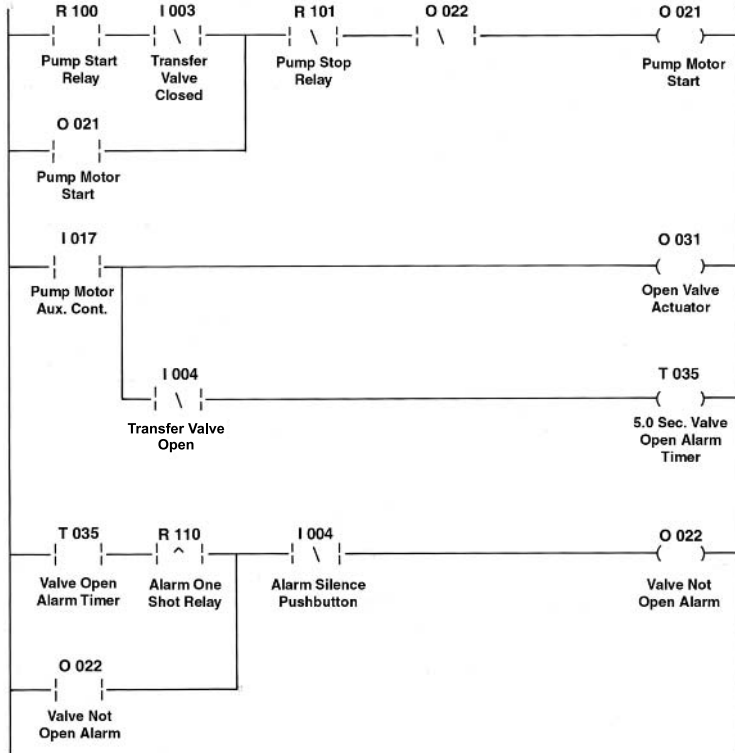 R 100 I 003 R 101 O 022 O 021
Pump Start Relay
Transfer Valve Closed
Pump Stop Relay
Pump Motor Start
O 021
Pump Motor Start
I 017 O 031
Pump Motor Aux. Cont.
Open Valve Actuator
I 004 T 035
Transfer Valve Open
5.0 Sec. Valve Open Alarm Timer
T 035 R 110 I 004 O 022
Valve Open Alarm Timer
Alarm One Shot Relay
Alarm Silence Pushbutton
Valve Not Open Alarm
O 022
Valve Not Open Alarm